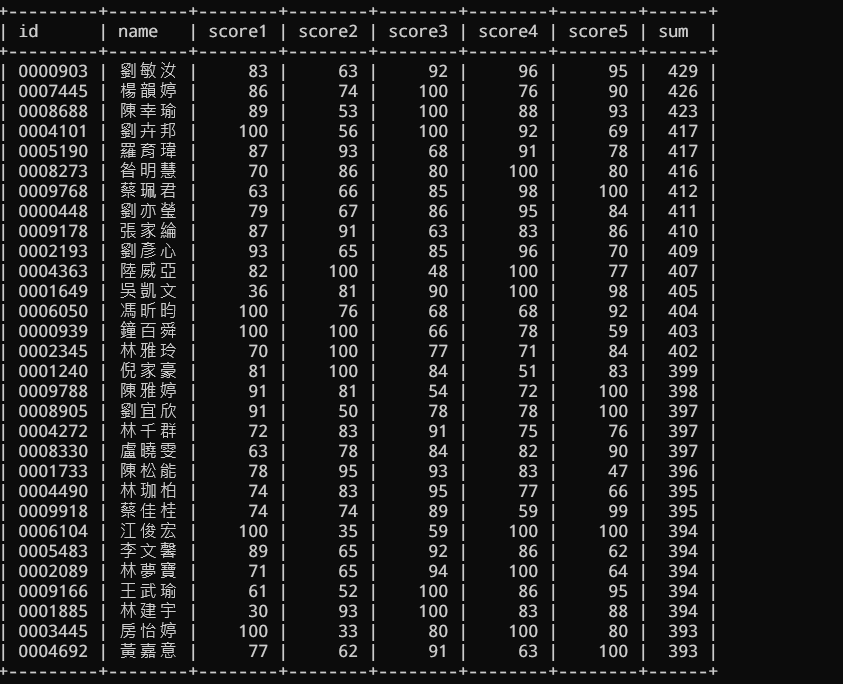 +---------+--------+--------+--------+--------+--------+--------+------+
| id      | name   | score1 | score2 | score3 | score4 | score5 | sum  |
+---------+--------+--------+--------+--------+--------+--------+------+
| 0000903 | 劉敏汝 |     83 |     63 |     92 |     96 |     95 |  429 |
| 0007445 | 楊韻婷 |     86 |     74 |    100 |     76 |     90 |  426 |
| 0008688 | 陳幸瑜 |     89 |     53 |    100 |     88 |     93 |  423 |
| 0004101 | 劉卉邦 |    100 |     56 |    100 |     92 |     69 |  417 |
| 0005190 | 羅育瑋 |     87 |     93 |     68 |     91 |     78 |  417 |
| 0008273 | 昝明慧 |     70 |     86 |     80 |    100 |     80 |  416 |
| 0009768 | 蔡珮君 |     63 |     66 |     85 |     98 |    100 |  412 |
| 0000448 | 劉亦瑩 |     79 |     67 |     86 |     95 |     84 |  411 |
| 0009178 | 張家綸 |     87 |     91 |     63 |     83 |     86 |  410 |
| 0002193 | 劉彥心 |     93 |     65 |     85 |     96 |     70 |  409 |
| 0004363 | 陸威亞 |     82 |    100 |     48 |    100 |     77 |  407 |
| 0001649 | 吳凱文 |     36 |     81 |     90 |    100 |     98 |  405 |
| 0006050 | 馮昕昀 |    100 |     76 |     68 |     68 |     92 |  404 |
| 0000939 | 鐘百舜 |    100 |    100 |     66 |     78 |     59 |  403 |
| 0002345 | 林雅玲 |     70 |    100 |     77 |     71 |     84 |  402 |
| 0001240 | 倪家豪 |     81 |    100 |     84 |     51 |     83 |  399 |
| 0009788 | 陳雅婷 |     91 |     81 |     54 |     72 |    100 |  398 |
| 0008905 | 劉宜欣 |     91 |     50 |     78 |     78 |    100 |  397 |
| 0004272 | 林千群 |     72 |     83 |     91 |     75 |     76 |  397 |
| 0008330 | 盧曉雯 |     63 |     78 |     84 |     82 |     90 |  397 |
| 0001733 | 陳松能 |     78 |     95 |     93 |     83 |     47 |  396 |
| 0004490 | 林珈柏 |     74 |     83 |     95 |     77 |     66 |  395 |
| 0009918 | 蔡佳桂 |     74 |     74 |     89 |     59 |     99 |  395 |
| 0006104 | 江俊宏 |    100 |     35 |     59 |    100 |    100 |  394 |
| 0005483 | 李文馨 |     89 |     65 |     92 |     86 |     62 |  394 |
| 0002089 | 林夢寶 |     71 |     65 |     94 |    100 |     64 |  394 |
| 0009166 | 王武瑜 |     61 |     52 |    100 |     86 |     95 |  394 |
| 0001885 | 林建宇 |     30 |     93 |    100 |     83 |     88 |  394 |
| 0003445 | 房怡婷 |    100 |     33 |     80 |    100 |     80 |  393 |
| 0004692 | 黃嘉意 |     77 |     62 |     91 |     63 |    100 |  393 |
+---------+--------+--------+--------+--------+--------+--------+------+